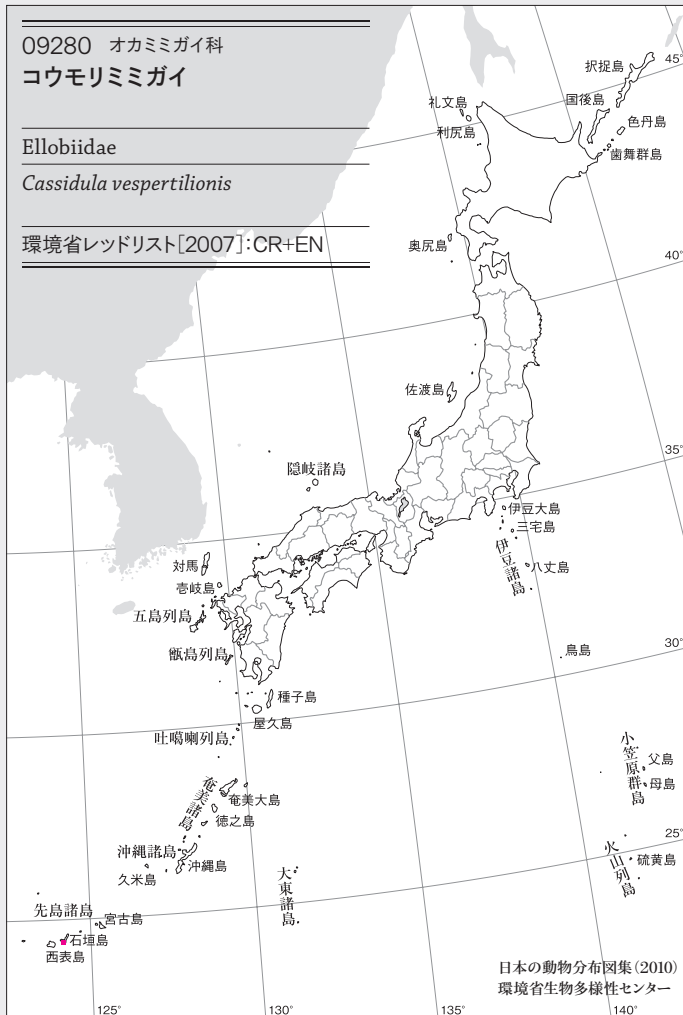 09280 オカミミガイ科
コウモリミミガイ
Ellobiidae
Cassidula vespertilionis
環境省レッドリスト[2007]:CR+EN
択捉島
45°
国後島
礼文島
色丹島
利尻島
歯舞群島
奥尻島
40°
佐渡島
35°
隠岐諸島
伊豆大島
三宅島
伊豆諸島
八丈島
対馬
壱岐島
五島列島
甑島列島
鳥島
30°
種子島
屋久島
吐噶喇列島
小笠原群島
父島
母島
奄美諸島
奄美大島
徳之島
25°
沖縄諸島
沖縄島
久米島
火山列島
硫黄島
大東諸島
先島諸島
宮古島
石垣島
西表島
日本の動物分布図集(2010)
環境省生物多様性センター
125°
130°
135°
140°